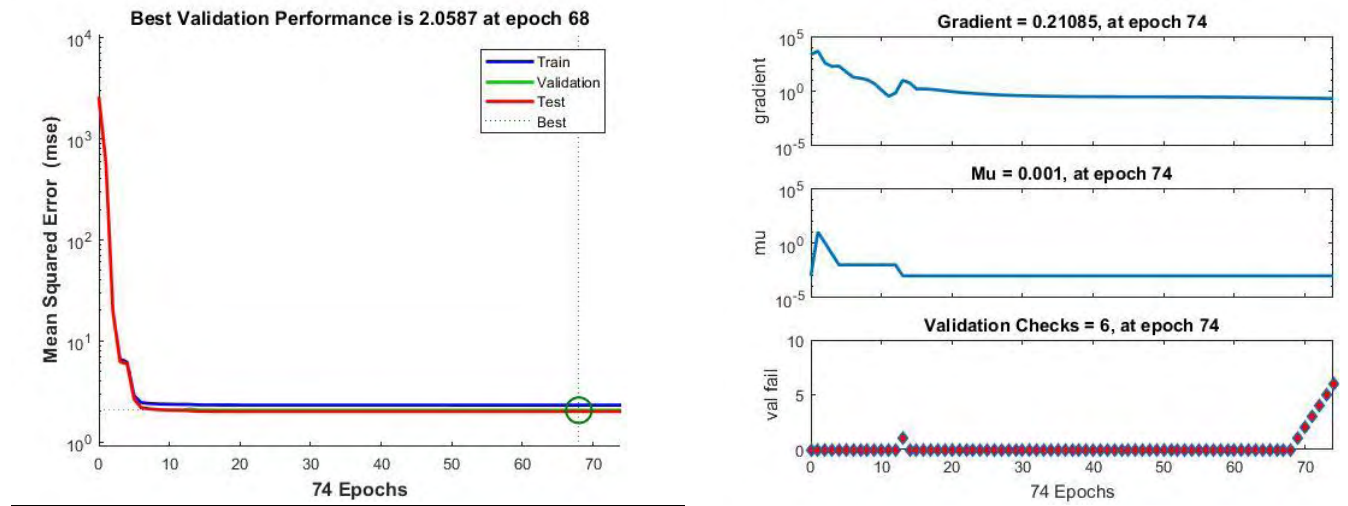 Best Validation Performance is 2.0587 at epoch 68
10^4
10^3
10^2
10^1
10^0
Mean Squared Error (mse)
Train
Validation
Test
Best
0 10 20 30 40 50 60 70
74 Epochs
Gradient = 0.21085, at epoch 74
10^5
10^0
10^-5
gradient
Mu = 0.001, at epoch 74
10^5
10^0
10^-5
mu
Validation Checks = 6, at epoch 74
10
5
0
val fail
0 10 20 30 40 50 60 70
74 Epochs